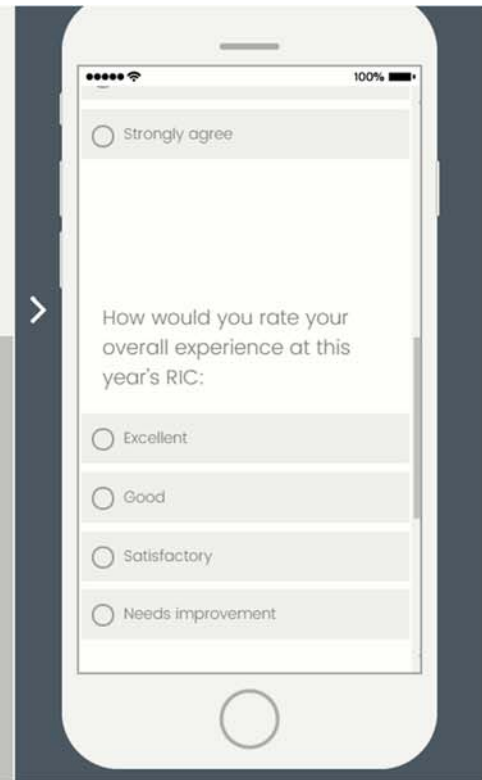 100%
Strongly agree
How would you rate your
overall experience at this
year's RIC:
Excellent
Good
Satisfactory
Needs improvement